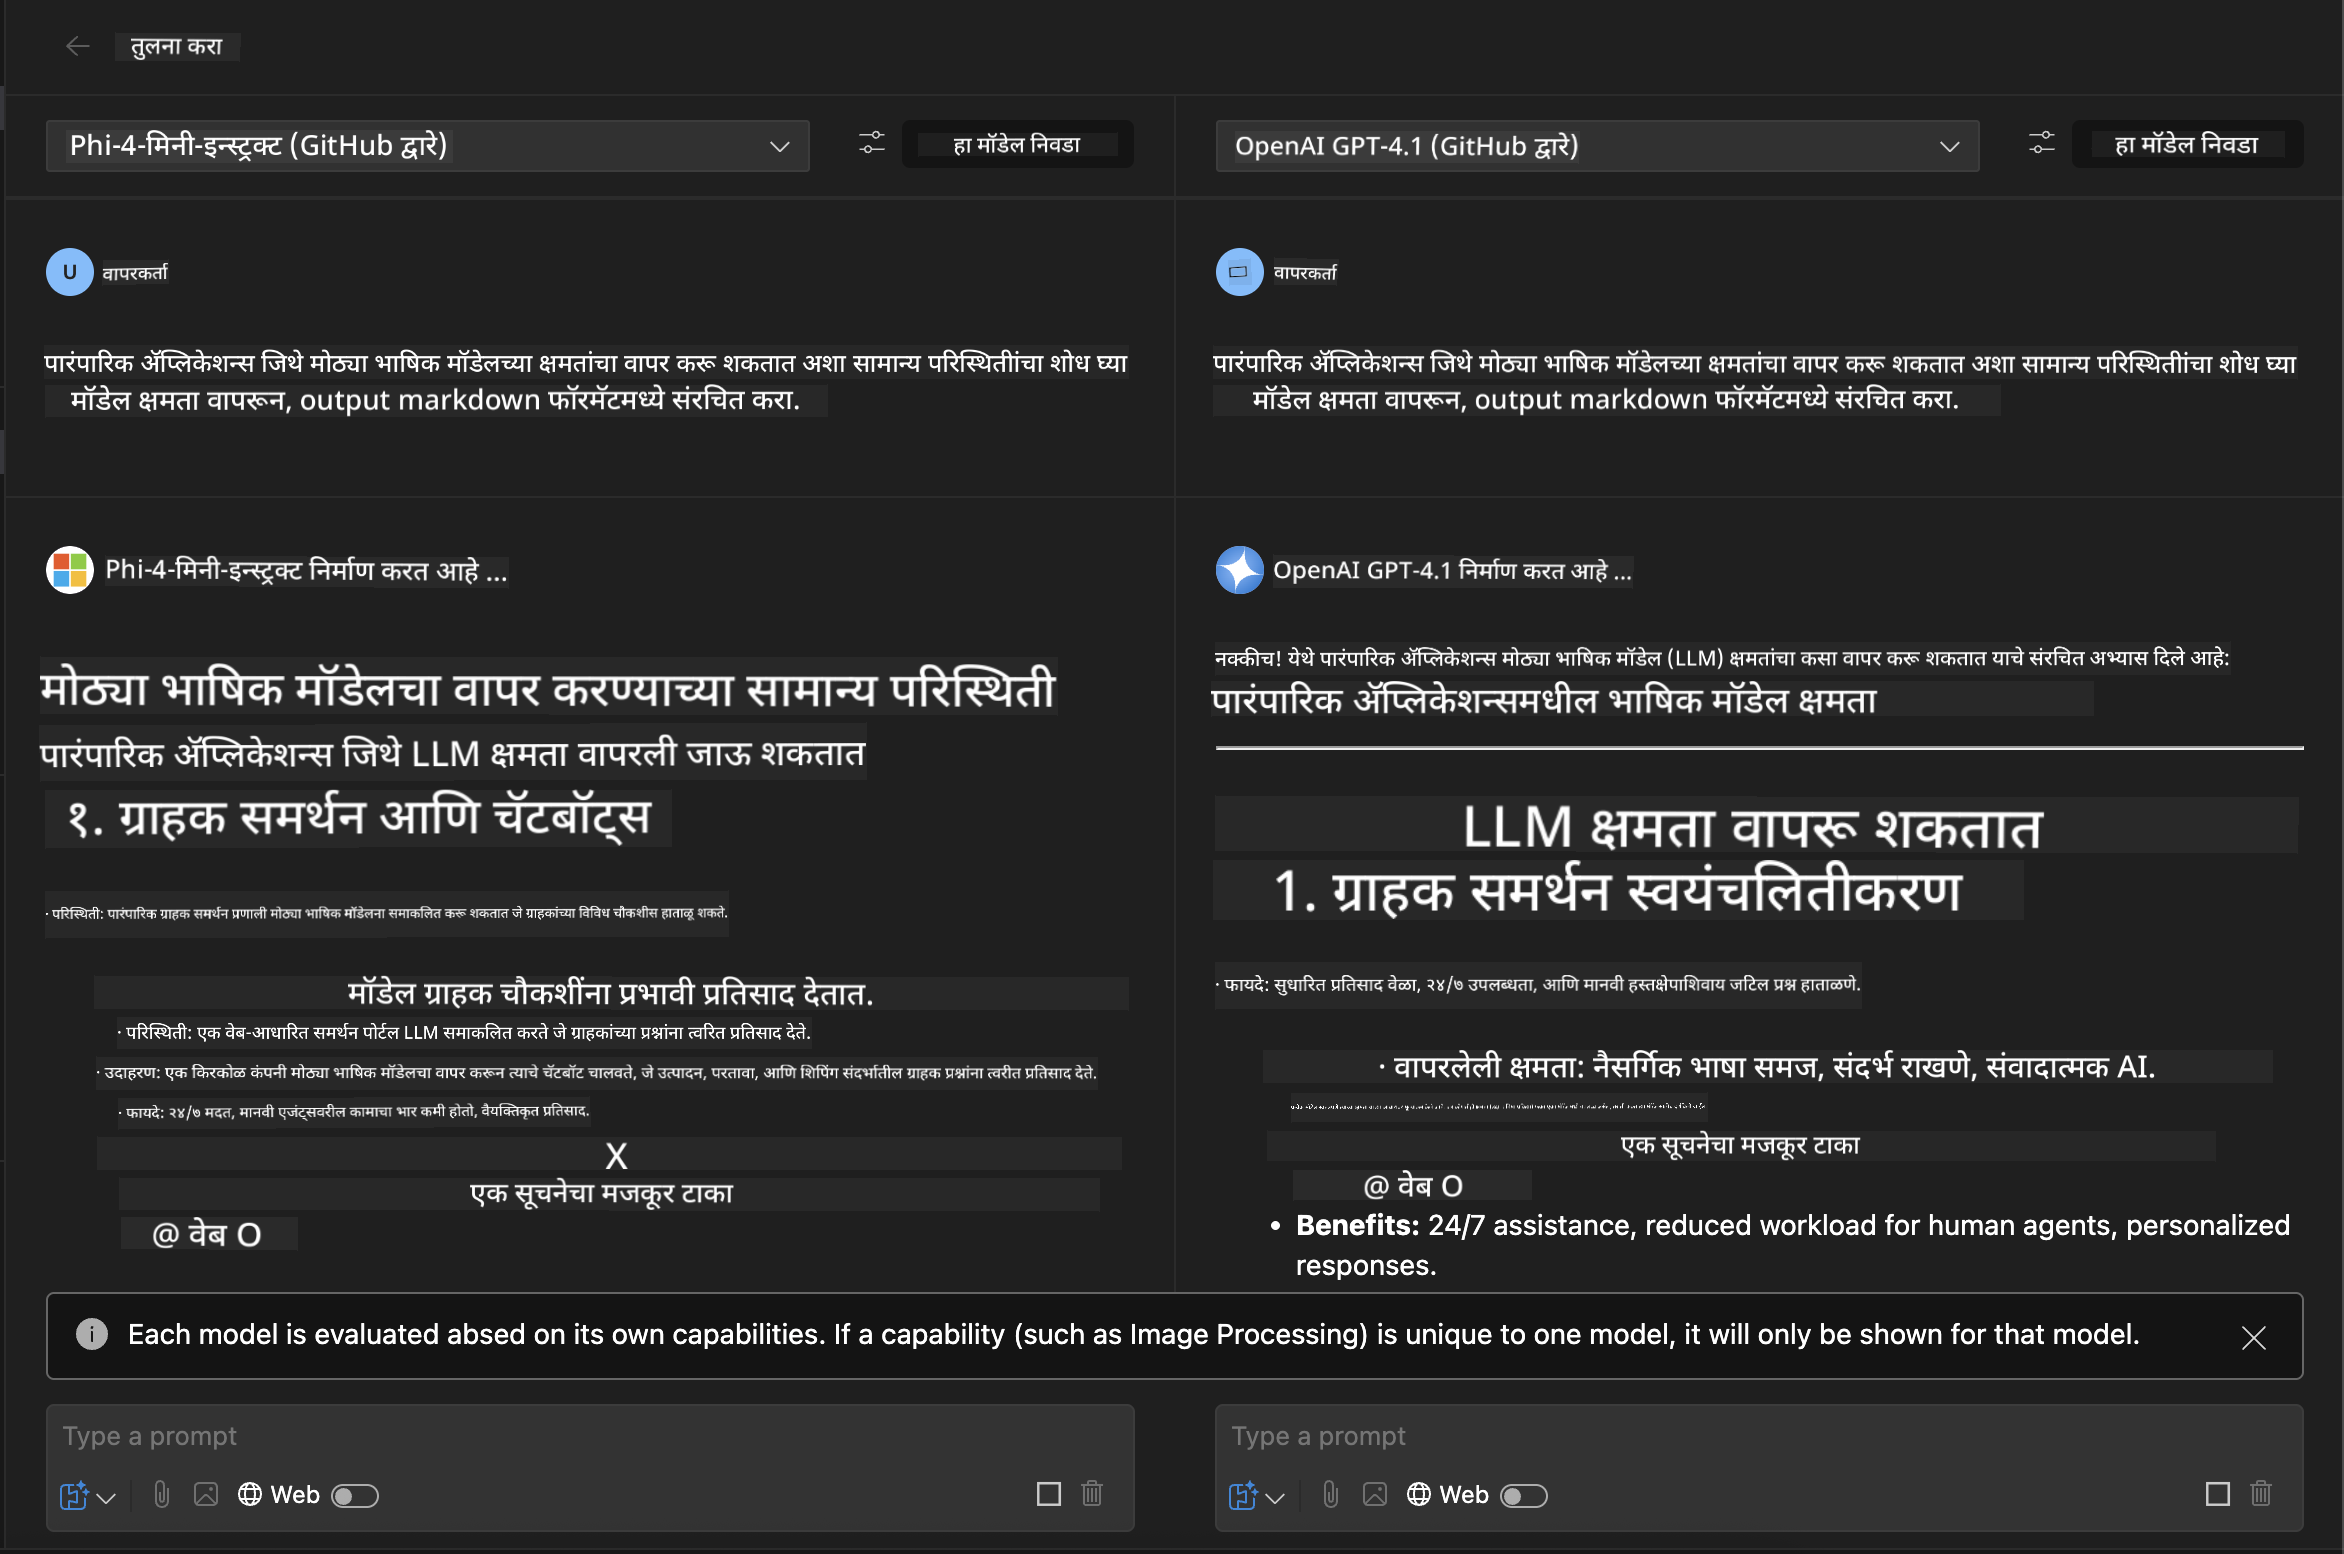 तुलना करा
Phi-4-मिनी-इन्स्ट्रक्ट (GitHub द्वारे)
हा मॉडेल निवडा
U वापरकर्ता
पारंपारिक ॲप्लिकेशन्स जिथे मोठ्या भाषिक मॉडेलच्या क्षमतांचा वापर करू शकतात अशा सामान्य परिस्थितीांचा शोध घ्या
मॉडेल क्षमता वापरून, output markdown फॉरमॅटमध्ये संरचित करा.
Phi-4-मिनी-इन्स्ट्रक्ट निर्माण करत आहे ...
मोठ्या भाषिक मॉडेलचा वापर करण्याच्या सामान्य परिस्थिती
पारंपारिक ॲप्लिकेशन्स जिथे LLM क्षमता वापरली जाऊ शकतात
१. ग्राहक समर्थन आणि चॅटबॉट्स
· परिस्थिती: पारंपारिक ग्राहक समर्थन प्रणाली मोठ्या भाषिक मॉडेलना समाकलित करू शकतात जे ग्राहकांच्या विविध चौकशीस हाताळू शकते.
मॉडेल ग्राहक चौकशींना प्रभावी प्रतिसाद देतात.
· परिस्थिती: एक वेब-आधारित समर्थन पोर्टल LLM समाकलित करते जे ग्राहकांच्या प्रश्नांना त्वरित प्रतिसाद देते.
· उदाहरण: एक किरकोळ कंपनी मोठ्या भाषिक मॉडेलचा वापर करून त्याचे चॅटबॉट चालवते, जे उत्पादन, परतावा, आणि शिपिंग संदर्भातील ग्राहक प्रश्नांना त्वरीत प्रतिसाद देते.
· फायदे: २४/७ मदत, मानवी एजंट्सवरील कामाचा भार कमी होतो, वैयक्तिकृत प्रतिसाद.
X
एक सूचनेचा मजकूर टाका
@ वेब O
OpenAI GPT-4.1 (GitHub द्वारे)
हा मॉडेल निवडा
वापरकर्ता
पारंपारिक ॲप्लिकेशन्स जिथे मोठ्या भाषिक मॉडेलच्या क्षमतांचा वापर करू शकतात अशा सामान्य परिस्थितीांचा शोध घ्या
मॉडेल क्षमता वापरून, output markdown फॉरमॅटमध्ये संरचित करा.
OpenAI GPT-4.1 निर्माण करत आहे ...
नक्कीच! येथे पारंपारिक ॲप्लिकेशन्स मोठ्या भाषिक मॉडेल (LLM) क्षमतांचा कसा वापर करू शकतात याचे संरचित अभ्यास दिले आहे:
पारंपारिक ॲप्लिकेशन्समधील भाषिक मॉडेल क्षमता
LLM क्षमता वापरू शकतात
1. ग्राहक समर्थन स्वयंचलितीकरण
· फायदे: सुधारित प्रतिसाद वेळा, २४/७ उपलब्धता, आणि मानवी हस्तक्षेपाशिवाय जटिल प्रश्न हाताळणे.
· वापरलेली क्षमता: नैसर्गिक भाषा समज, संदर्भ राखणे, संवादात्मक AI.
एक सूचनेचा मजकूर टाका
@ वेब O
• Benefits: 24/7 assistance, reduced workload for human agents, personalized
responses.
Each model is evaluated absed on its own capabilities. If a capability (such as Image Processing) is unique to one model, it will only be shown for that model.
Type a prompt
Web
Type a prompt
Web